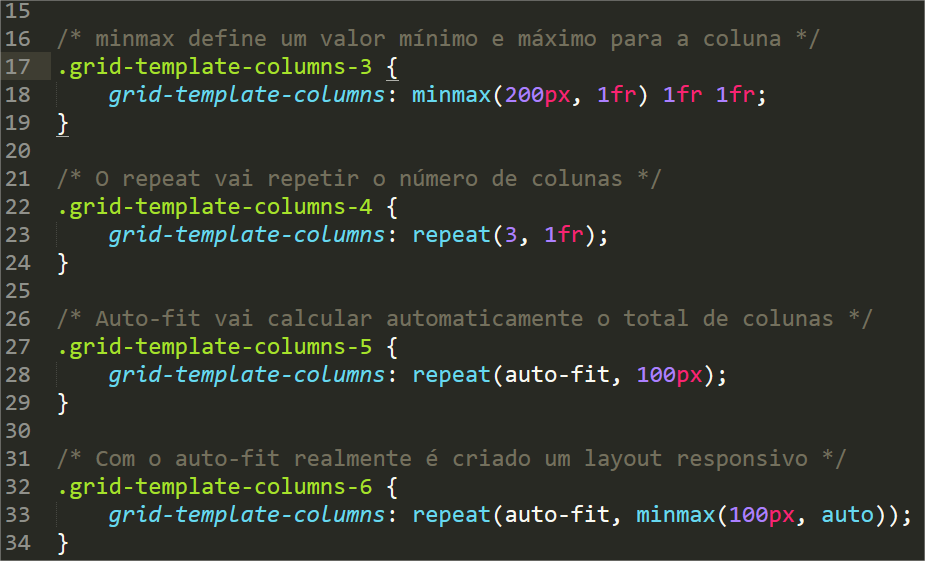 15
16 /* minmax define um valor mínimo e máximo para a coluna */
17 .grid-template-columns-3 {
18     grid-template-columns: minmax(200px, 1fr) 1fr 1fr;
19 }
20
21 /* O repeat vai repetir o número de colunas */
22 .grid-template-columns-4 {
23     grid-template-columns: repeat(3, 1fr);
24 }
25
26 /* Auto-fit vai calcular automaticamente o total de colunas */
27 .grid-template-columns-5 {
28     grid-template-columns: repeat(auto-fit, 100px);
29 }
30
31 /* Com o auto-fit realmente é criado um layout responsivo */
32 .grid-template-columns-6 {
33     grid-template-columns: repeat(auto-fit, minmax(100px, auto));
34 }